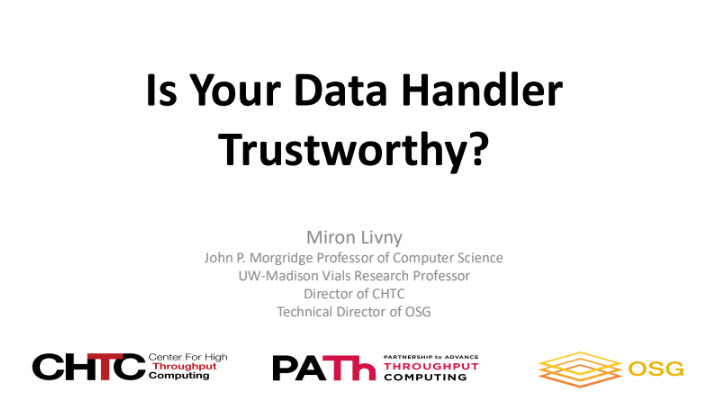 Is Your Data Handler
Trustworthy?
Miron Livny
John P. Morgridge Professor of Computer Science
UW-Madison Vials Research Professor
Director of CHTC
Technical Director of OSG
CHTC Center For High
Throughput
Computing
PATh PARTNERSHIP to ADVANCE
THROUGHPUT
COMPUTING
OSG